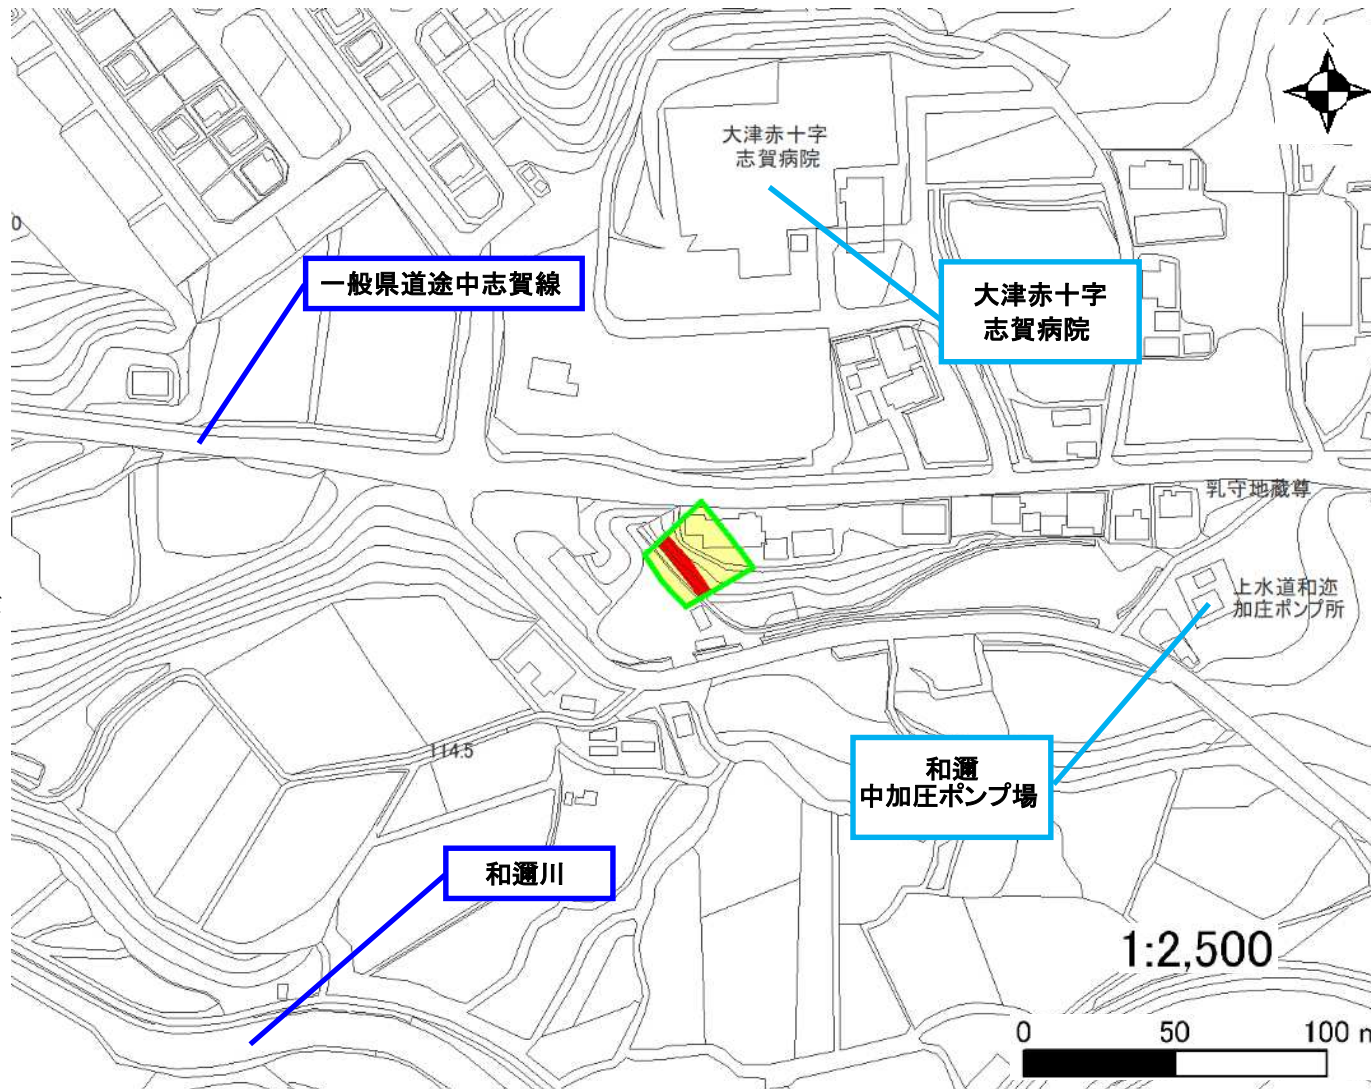 大津赤十字
志賀病院
0
一般県道途中志賀線
大津赤十字
志賀病院
乳守地蔵尊
上水道和迩
加圧ポンプ所
114.5
和邇
中加圧ポンプ場
和邇川
1:2,500
0 50 100 m